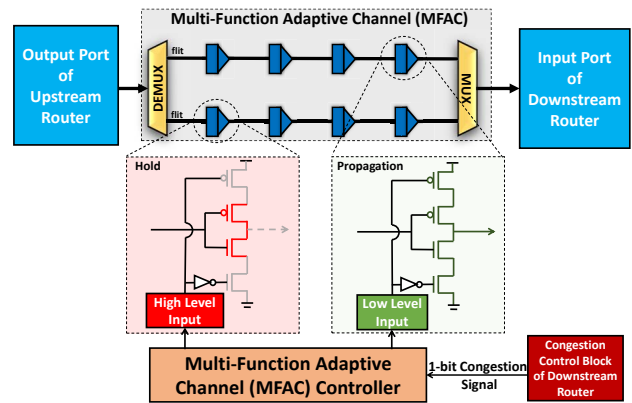 Multi-Function Adaptive Channel (MFAC)
Output Port
of
Upstream
Router
DEMUX
flit
flit
MUX
Input Port
of
Downstream
Router
Hold
High Level
Input
Propagation
Low Level
Input
Multi-Function Adaptive
Channel (MFAC) Controller
1-bit Congestion
Signal
Congestion
Control Block
of Downstream
Router